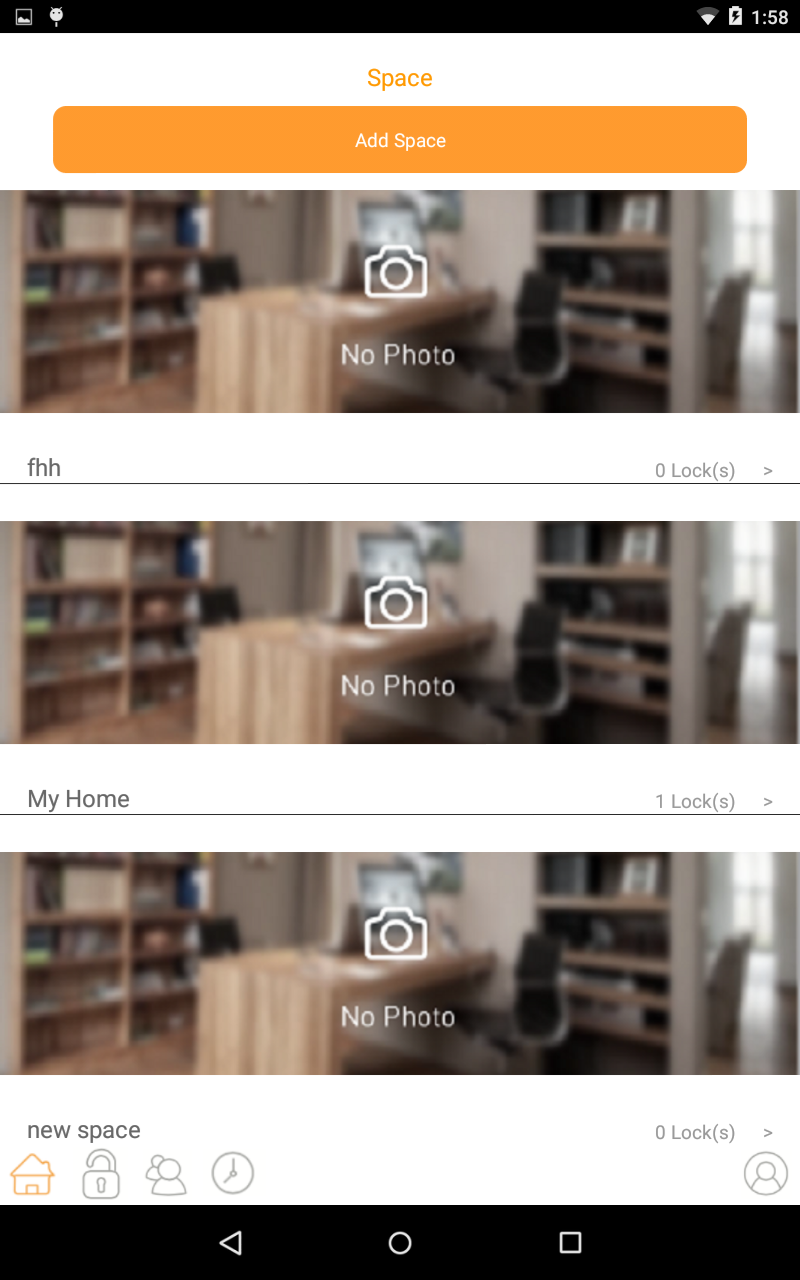 1:58
Space
Add Space
No Photo
fhh 0 Lock(s) >
No Photo
My Home 1 Lock(s) >
No Photo
new space 0 Lock(s) >